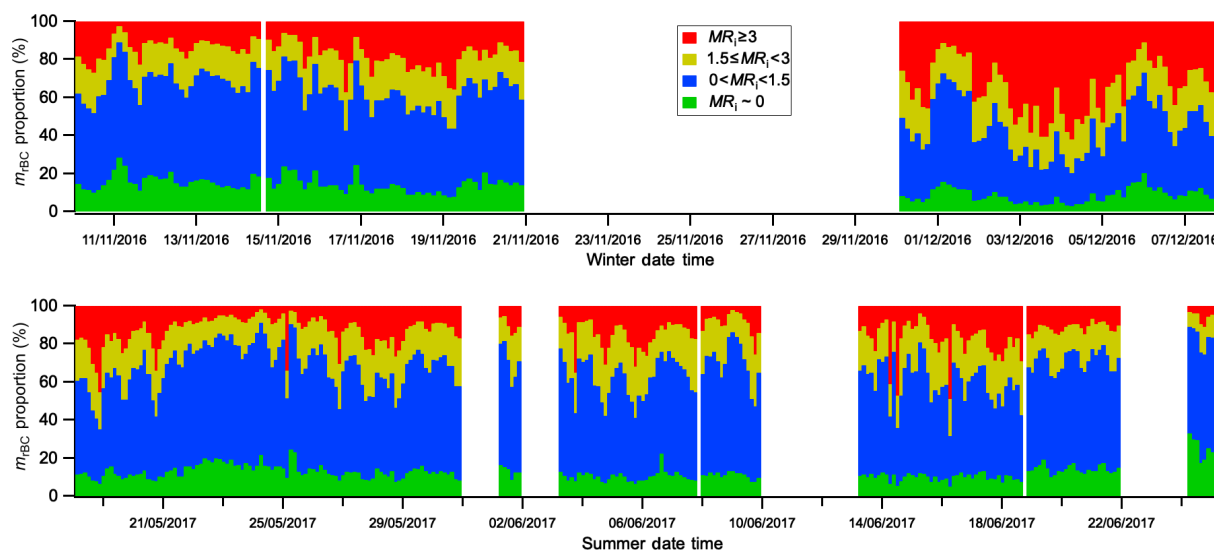 100
80
60
40
20
0
m_rBC proportion (%)
MR_i≥3
1.5≤MR_i<3
0<MR_i<1.5
MR_i ~ 0
11/11/2016 13/11/2016 15/11/2016 17/11/2016 19/11/2016 21/11/2016 23/11/2016 25/11/2016 27/11/2016 29/11/2016 01/12/2016 03/12/2016 05/12/2016 07/12/2016
Winter date time
100
80
60
40
20
0
m_rBC proportion (%)
21/05/2017 25/05/2017 29/05/2017 02/06/2017 06/06/2017 10/06/2017 14/06/2017 18/06/2017 22/06/2017
Summer date time